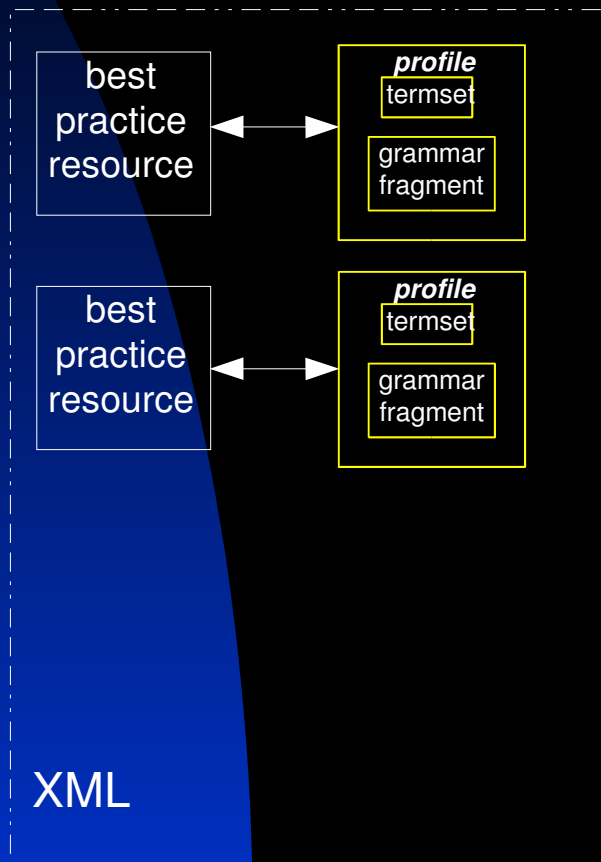 best
practice
resource
profile
termset
grammar
fragment
best
practice
resource
profile
termset
grammar
fragment
XML